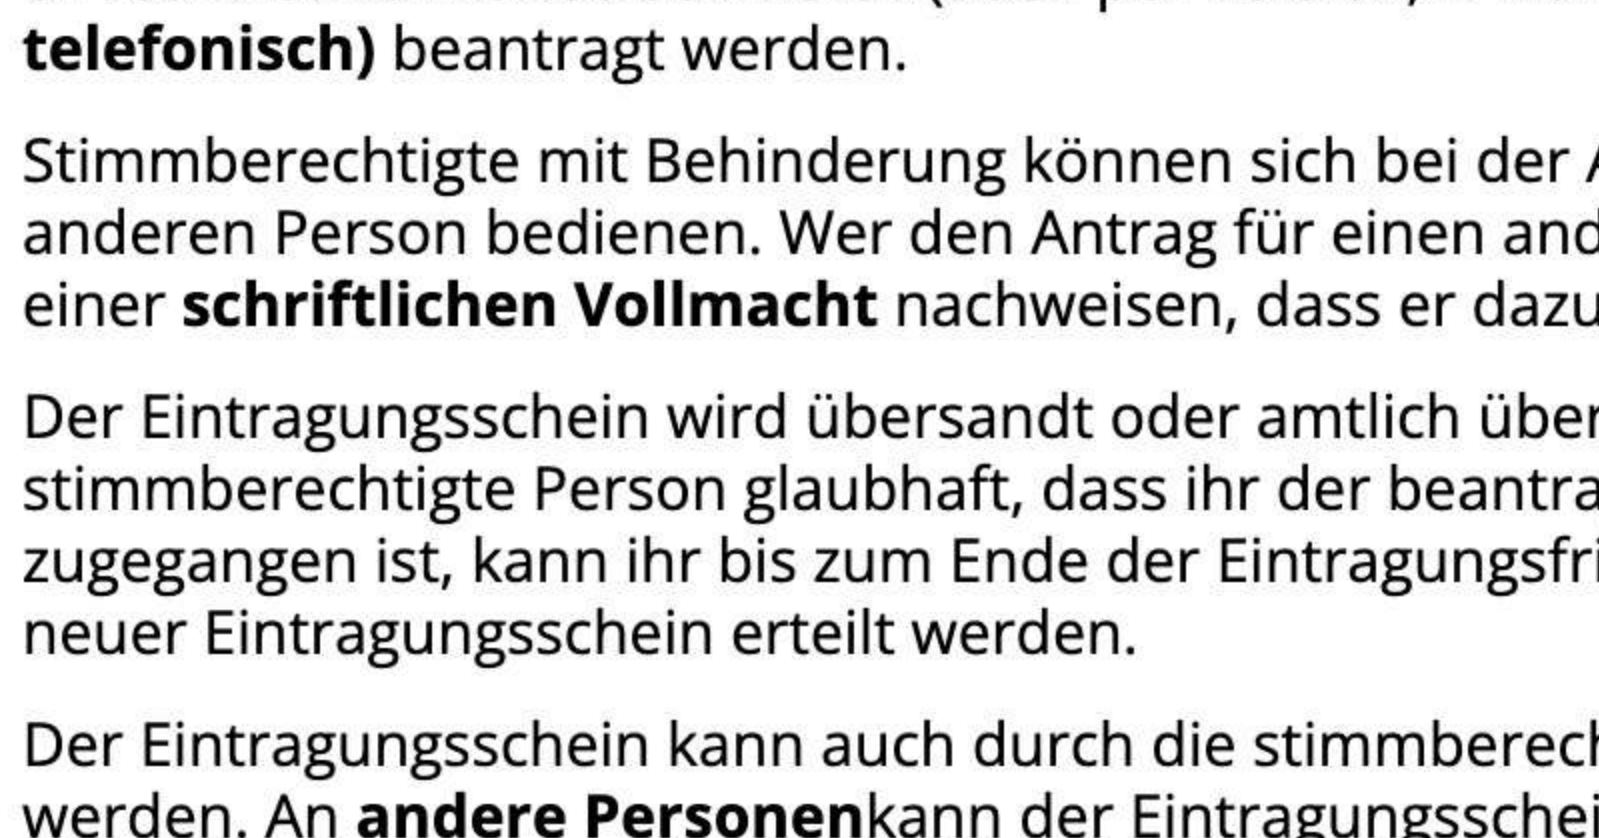 telefonisch) beantragt werden.
Stimmberechtigte mit Behinderung können sich bei der A
anderen Person bedienen. Wer den Antrag für einen and
einer schriftlichen Vollmacht nachweisen, dass er dazu
Der Eintragungsschein wird übersandt oder amtlich über
stimmberechtigte Person glaubhaft, dass ihr der beantra
zugegangen ist, kann ihr bis zum Ende der Eintragungsfri
neuer Eintragungsschein erteilt werden.
Der Eintragungsschein kann auch durch die stimmberech
werden. An andere Personenkann der Eintragungsschei